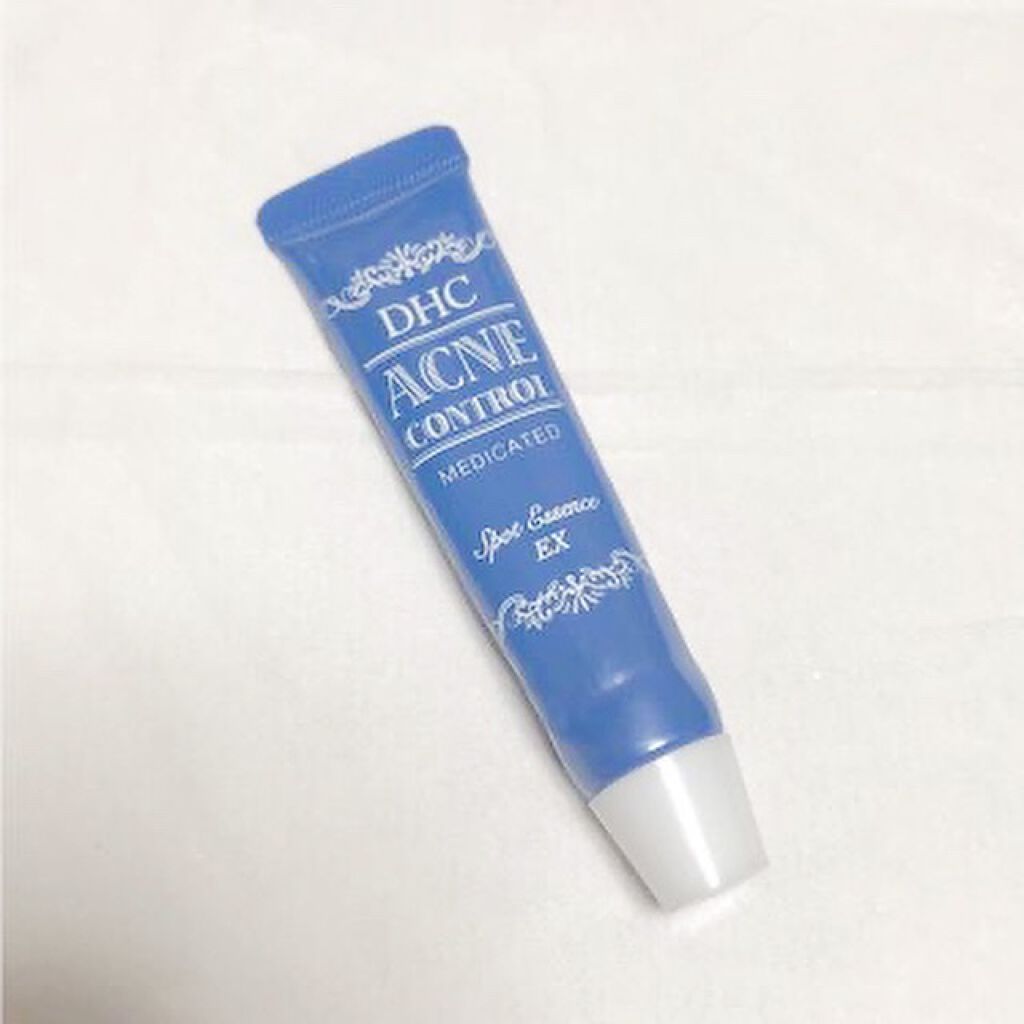 DHC
ACNE
CONTROL
MEDICATED
Spot Essence
EX